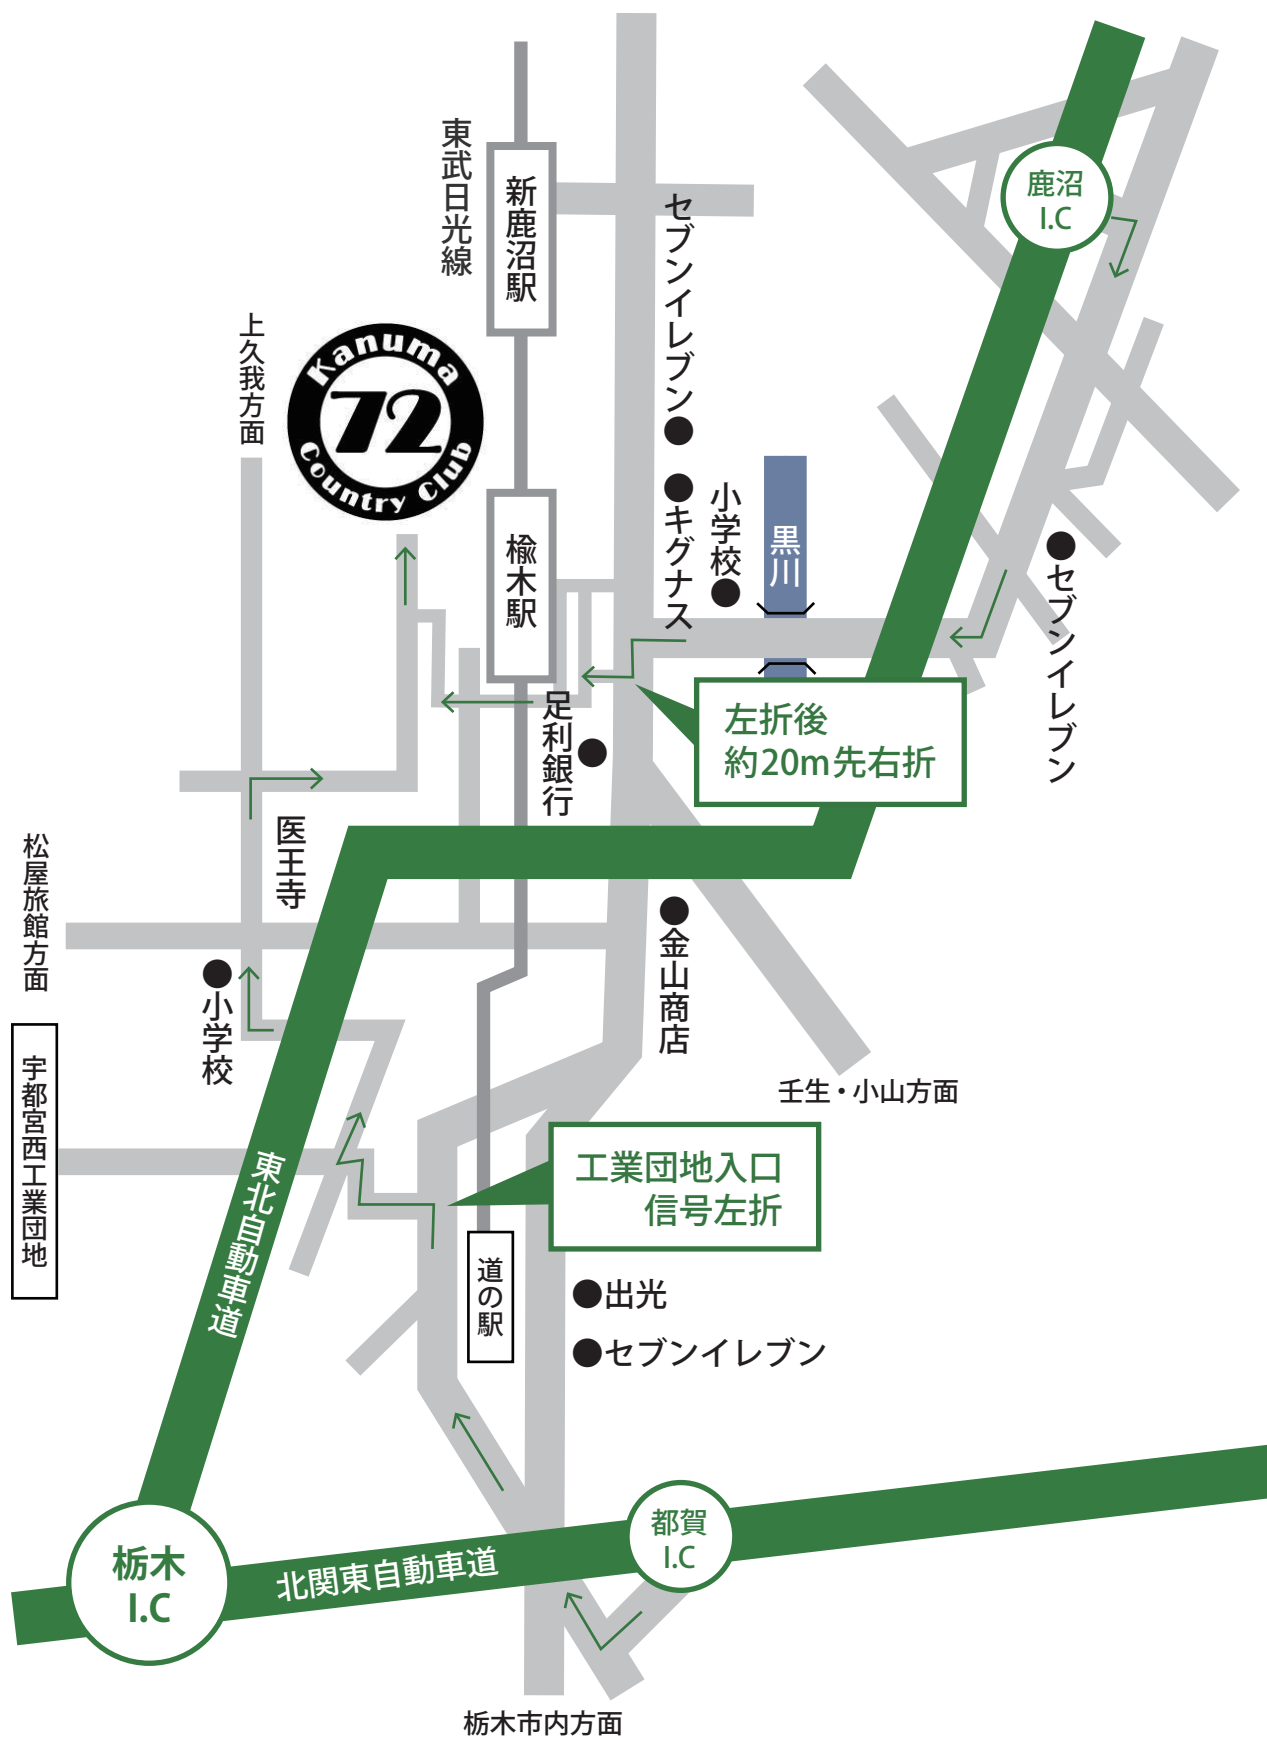 東武日光線
新鹿沼駅
セブンイレブン
鹿沼
I.C
上久我方面
Kanuma
72
Country Club
楡木駅
キグナス
小学校
黒川
セブンイレブン
左折後
約20m先右折
足利銀行
医王寺
松屋旅館方面
金山商店
小学校
宇都宮西工業団地
壬生・小山方面
工業団地入口
信号左折
東北自動車道
道の駅
出光
セブンイレブン
都賀
I.C
栃木
I.C
北関東自動車道
栃木市内方面